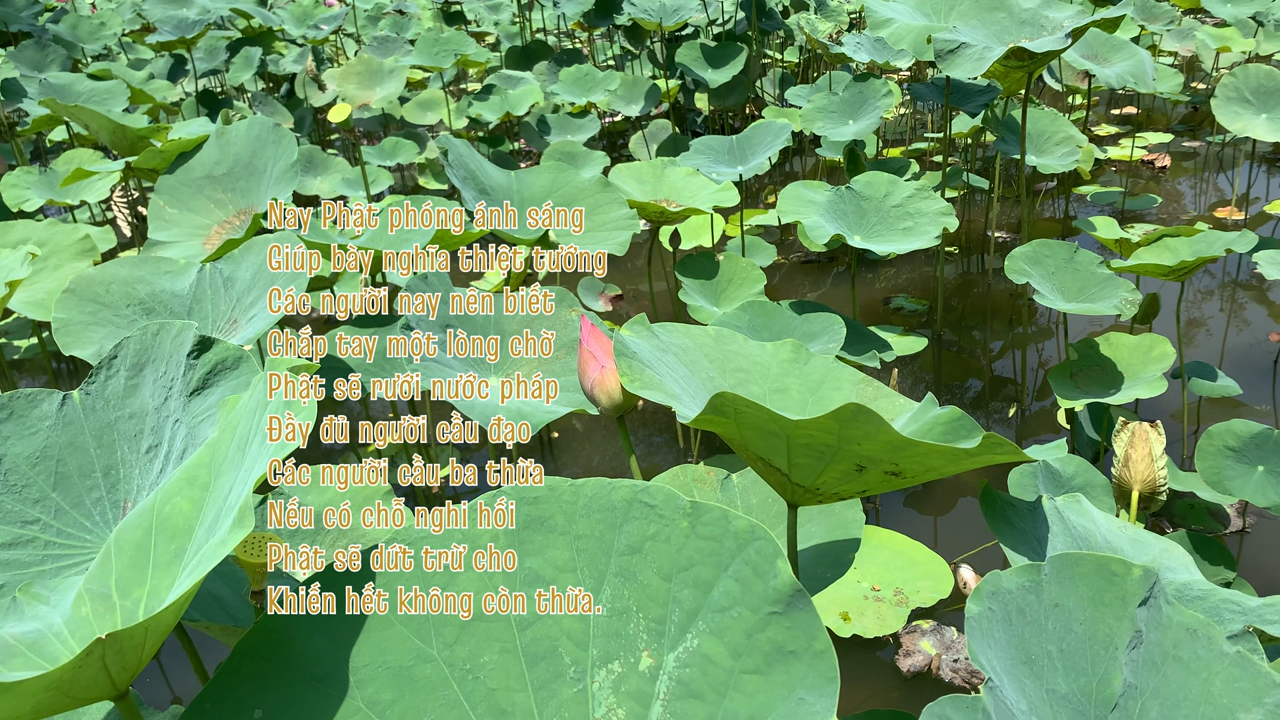 Nay Phật phóng ánh sáng
Giúp bày nghĩa thiệt tướng
Các người nay nên biết
Chắp tay một lòng chờ
Phật sẽ rưới nước pháp
Đầy đủ người cầu đạo
Các người cầu ba thừa
Nếu có chỗ nghi hối
Phật sẽ dứt trừ cho
Khiến hết không còn thừa.